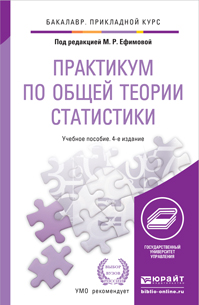 БАКАЛАВР. ПРИКЛАДНОЙ КУРС
Под редакцией М. Р. Ефимовой
ПРАКТИКУМ
ПО ОБЩЕЙ ТЕОРИИ
СТАТИСТИКИ
Учебное пособие. 4-е издание
ГОСУДАРСТВЕННЫЙ
УНИВЕРСИТЕТ
УПРАВЛЕНИЯ
УМО рекомендует
юрайт
biblio-online.ru